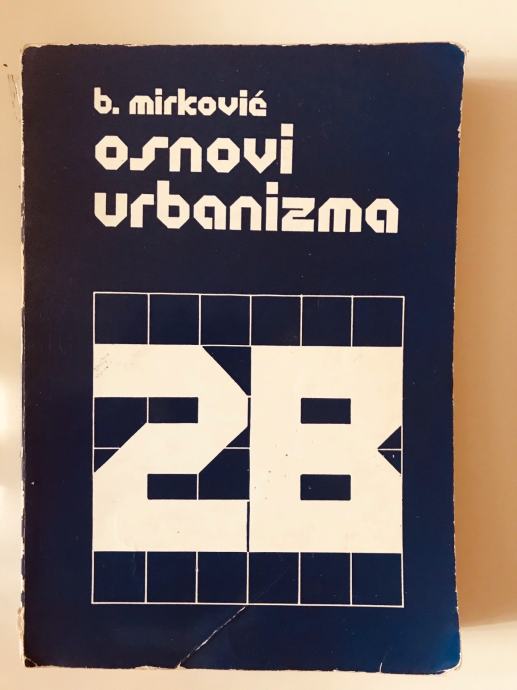 b. mirković
osnovi
urbanizma
2B